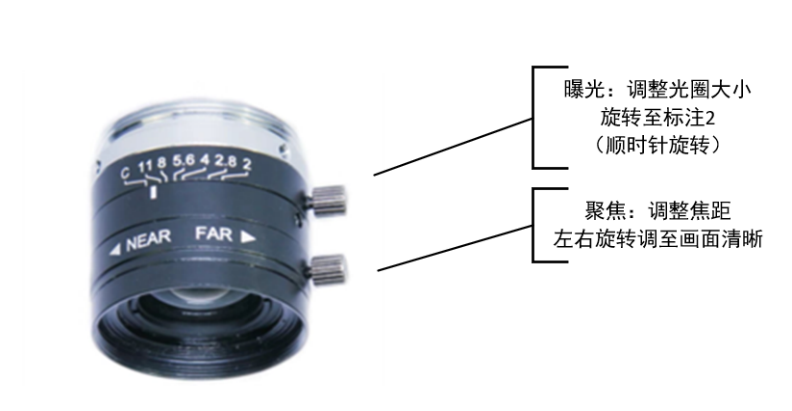 曝光：调整光圈大小
旋转至标注2
（顺时针旋转）
C 11 8 5.6 4 2.8 2
聚焦：调整焦距
左右旋转调至画面清晰
◀ NEAR FAR ▶